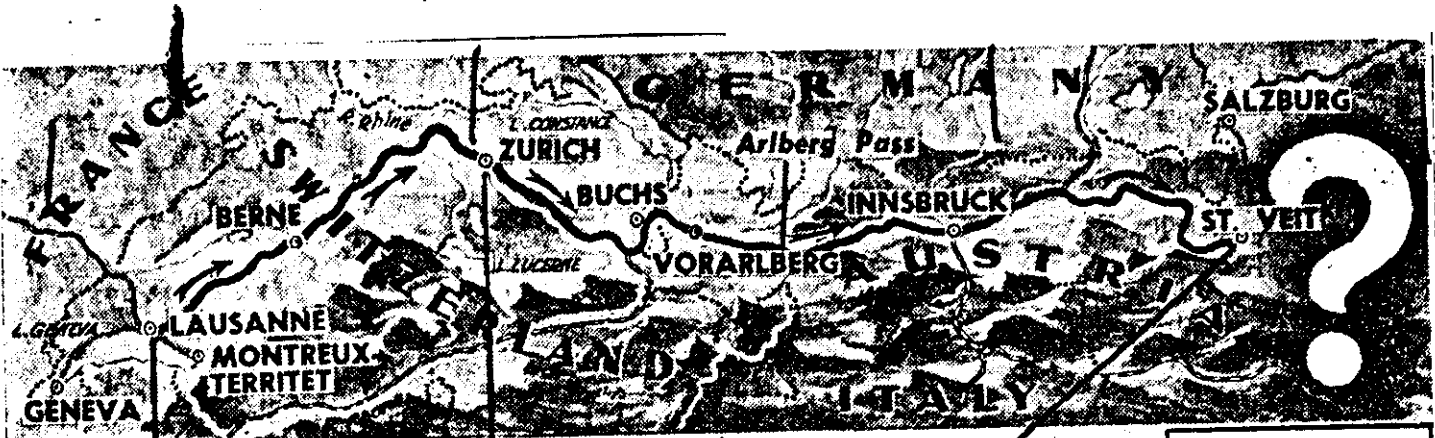 FRANCE
SWITZERLAND
GERMANY
AUSTRIA
ITALY
SALZBURG
R. Rhine
L. CONSTANCE
ZURICH
Arlberg Pass
BUCHS
INNSBRUCK
BERNE
ST. VEIT
VORARLBERG
L. LUCERNE
L. GENEVA
LAUSANNE
MONTREUX-
TERRITET
GENEVA
?